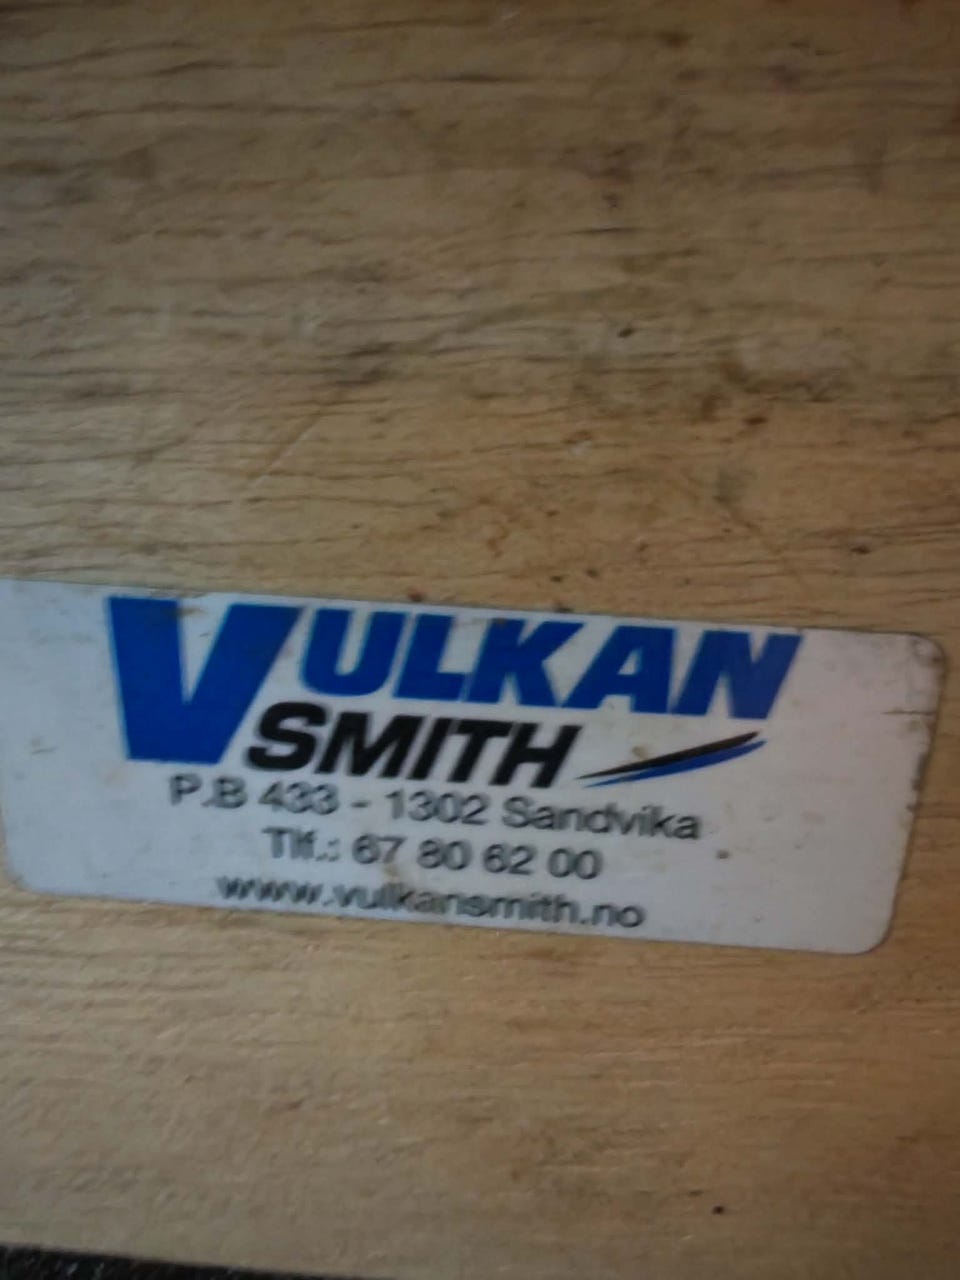 VULKAN
SMITH
P.B 433 - 1302 Sandvika
Tlf.: 67 80 62 00
www.vulkansmith.no